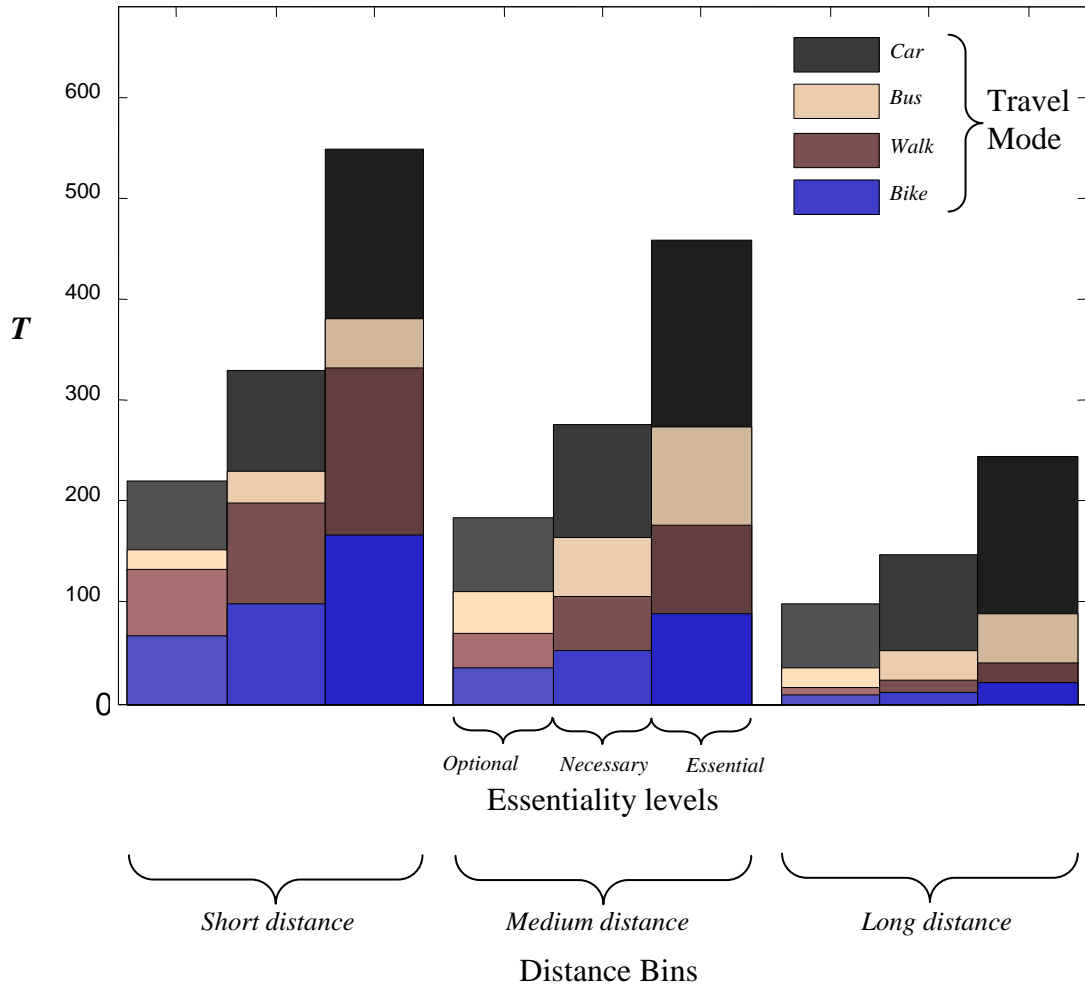 600
500
400
300
200
100
0
T
Car
Bus
Walk
Bike
Travel
Mode
Optional Necessary Essential
Essentiality levels
Short distance Medium distance Long distance
Distance Bins